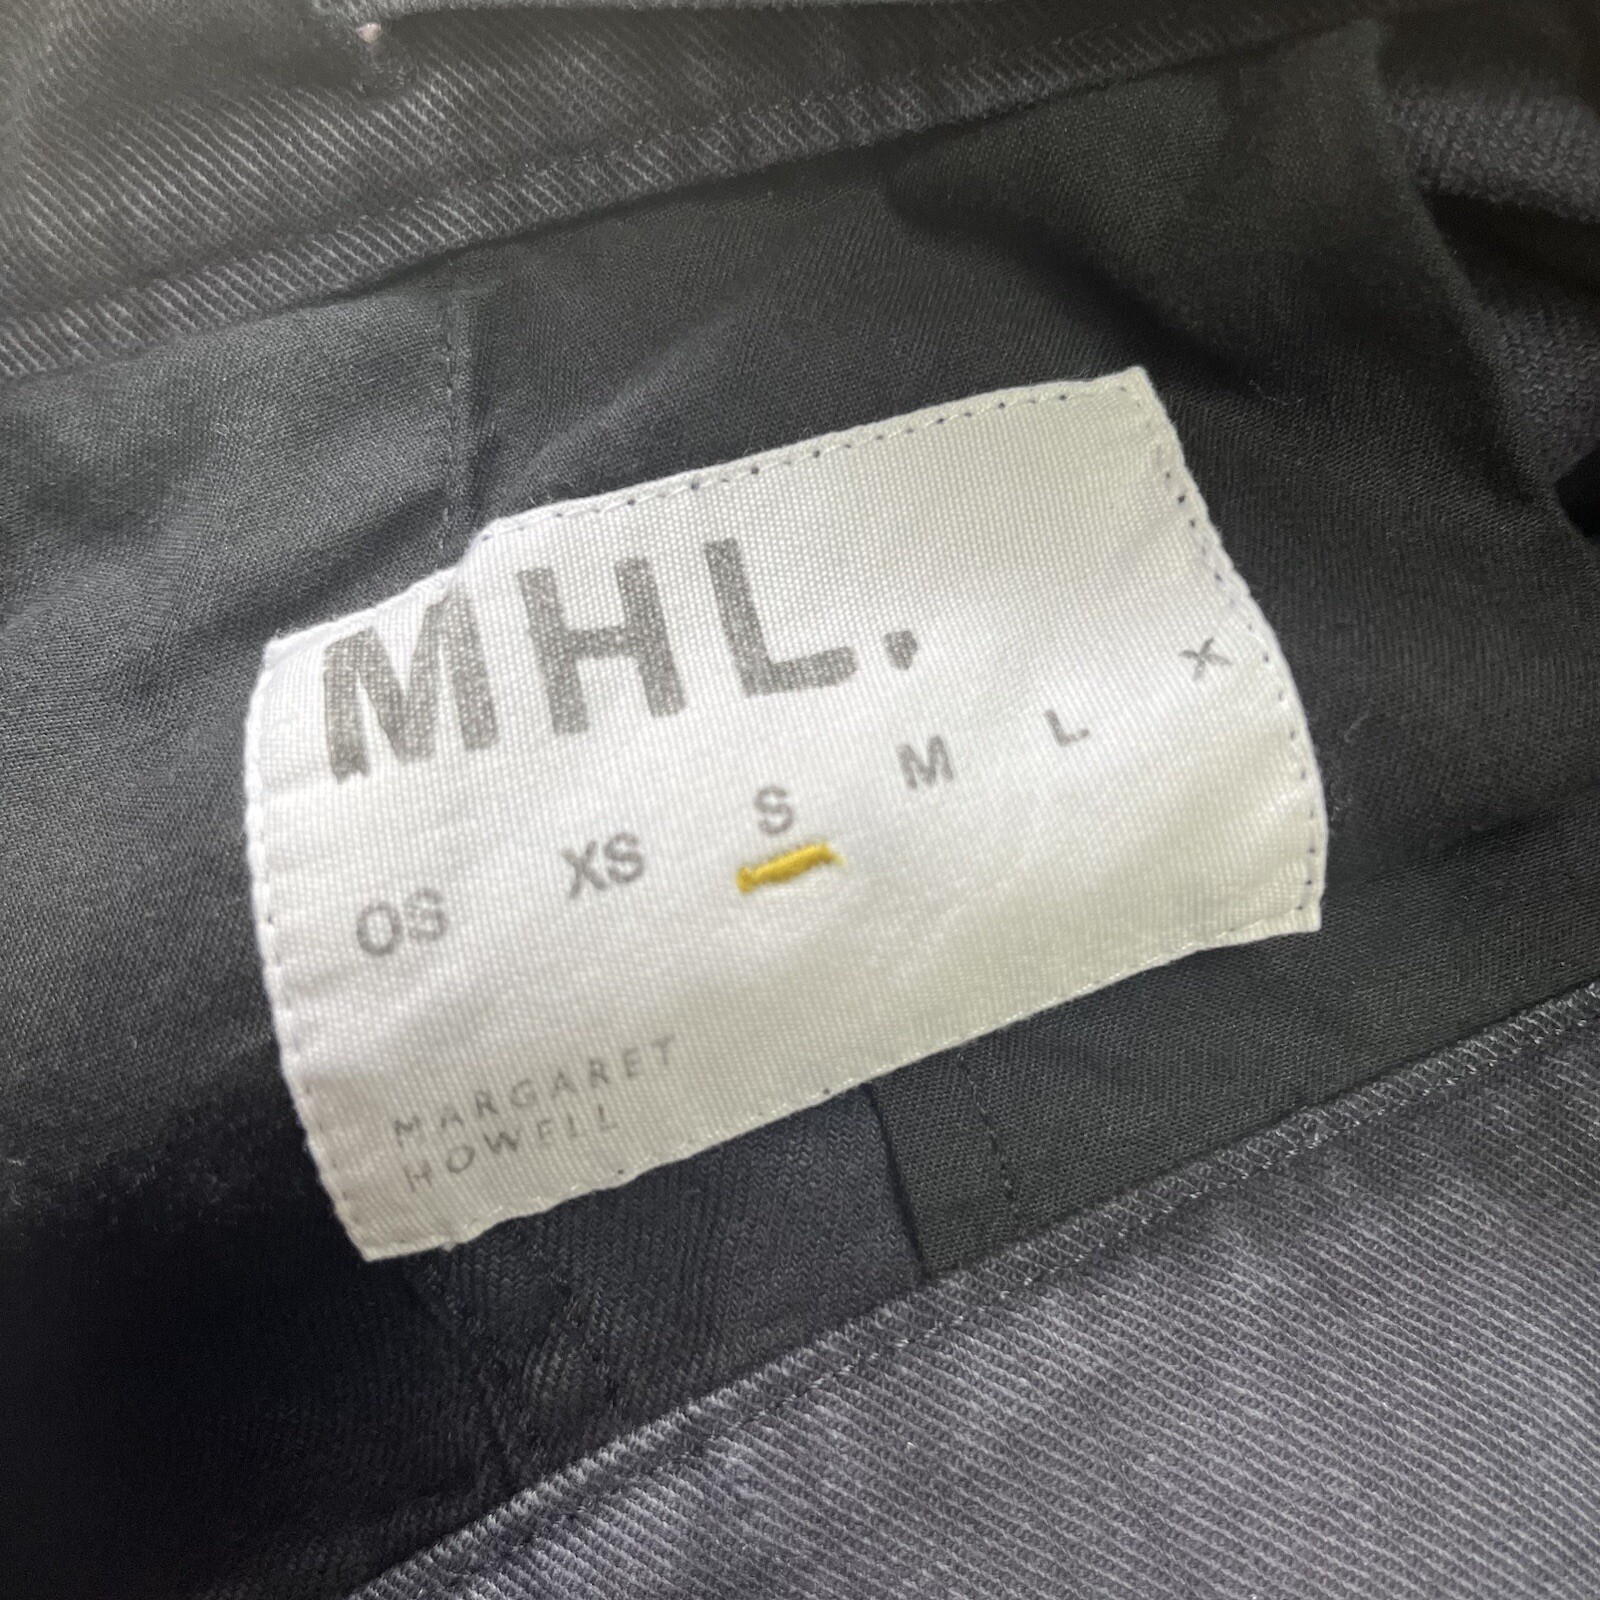 MHL.
OS XS S M L X
MARGARET
HOWELL